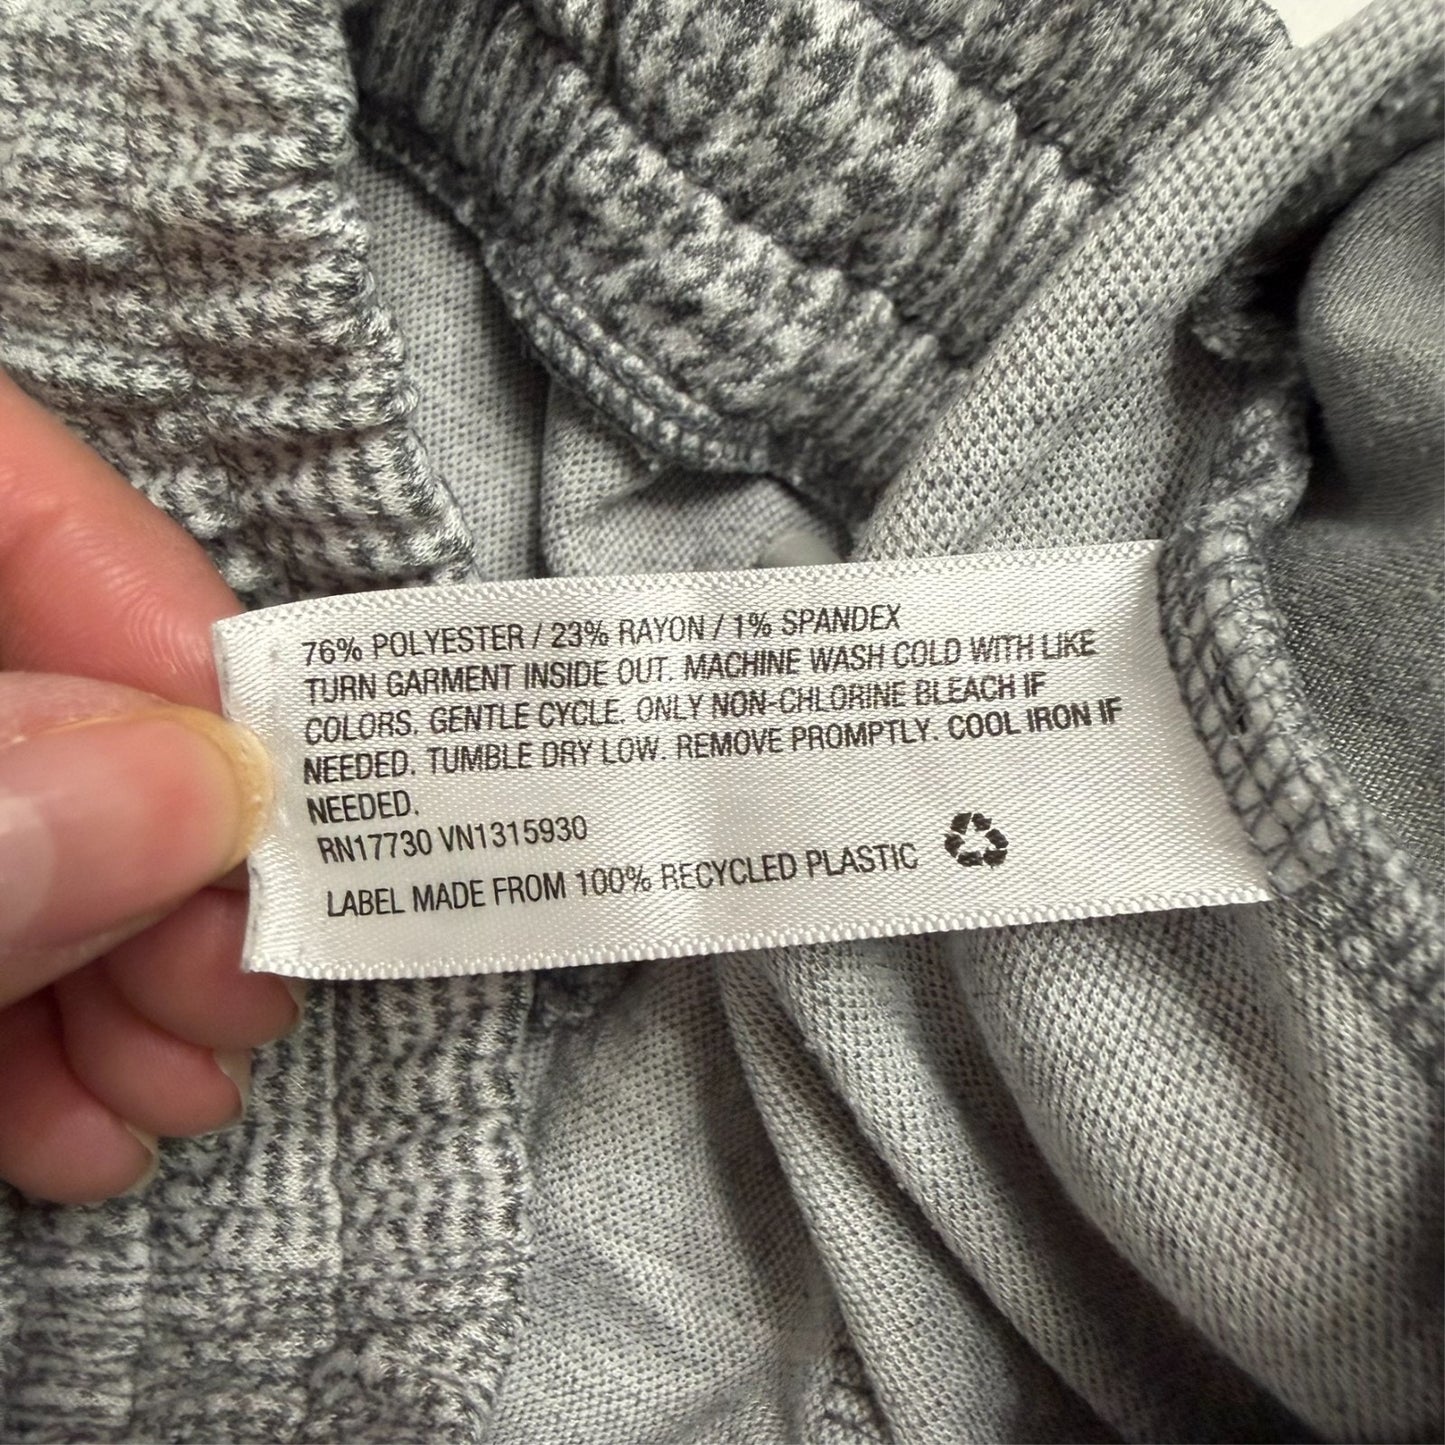 76% POLYESTER / 23% RAYON / 1% SPANDEX
TURN GARMENT INSIDE OUT. MACHINE WASH COLD WITH LIKE
COLORS. GENTLE CYCLE. ONLY NON-CHLORINE BLEACH IF
NEEDED. TUMBLE DRY LOW. REMOVE PROMPTLY. COOL IRON IF
NEEDED.
RN17730 VN1315930
LABEL MADE FROM 100% RECYCLED PLASTIC